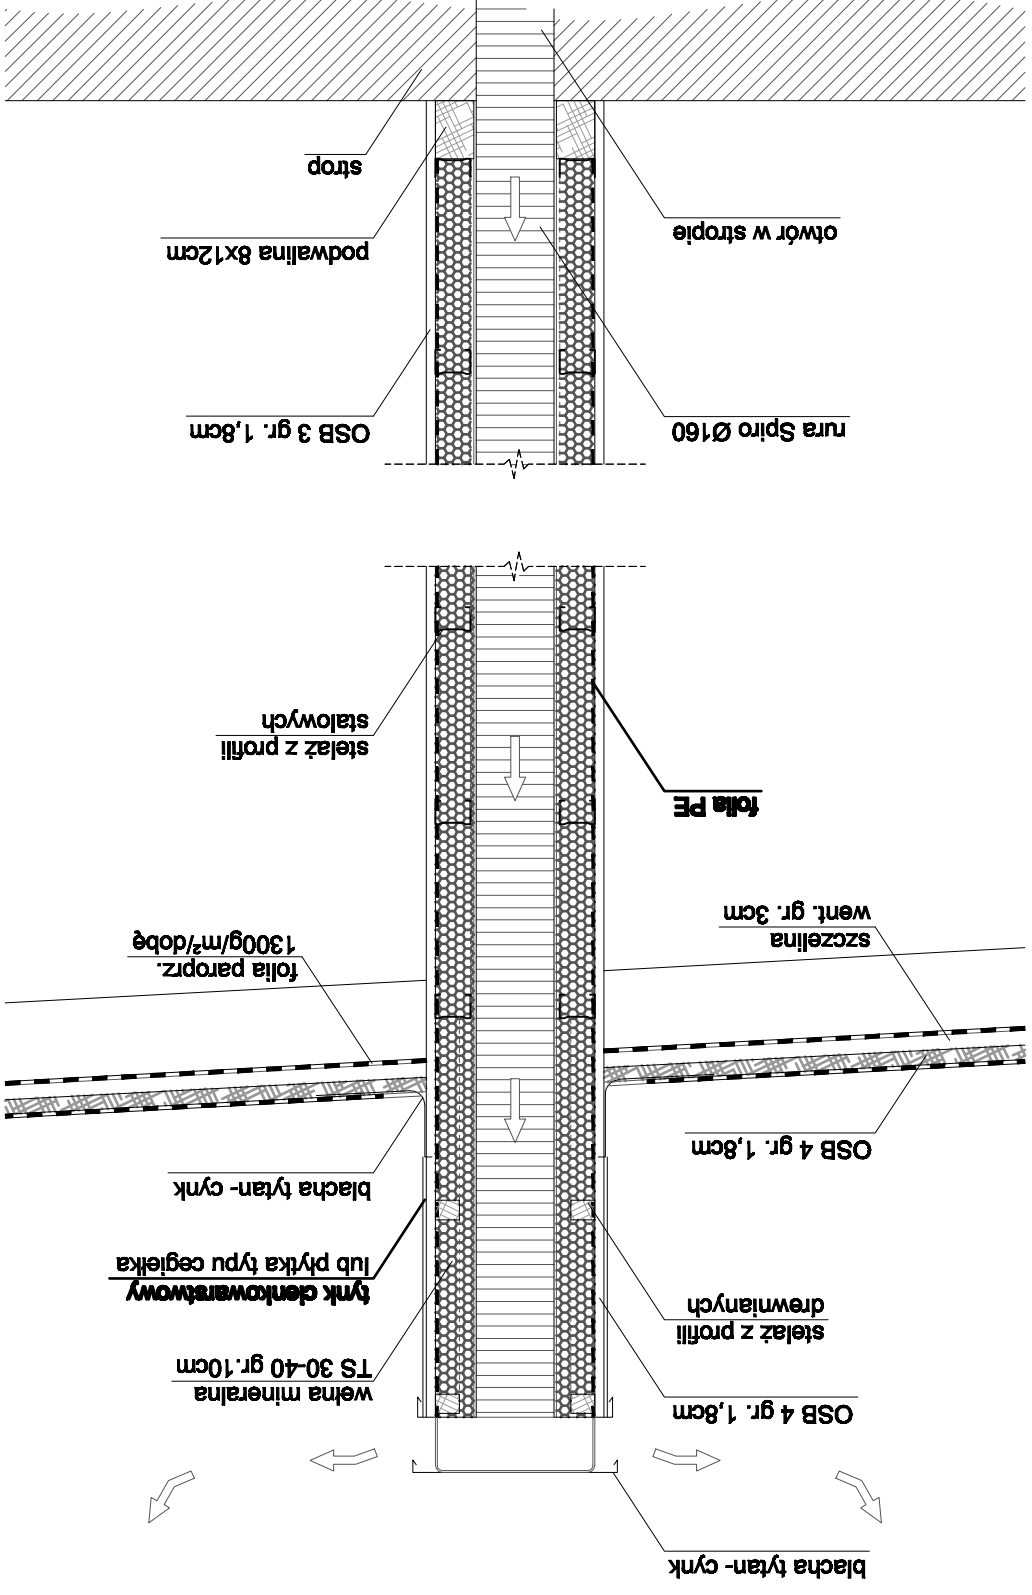 blacha tytan- cynk
OSB 4 gr. 1,8cm
wełna mineralna
TS 30-40 gr.10cm
stelaż z profili
drewnianych
tynk cienkowarstwowy
lub płytka typu cegiełka
blacha tytan- cynk
OSB 4 gr. 1,8cm
folia paroprz.
1300g/m²/dobę
szczelina
went. gr. 3cm
folia PE
stelaż z profili
stalowych
rura Spiro Ø160
OSB 3 gr. 1,8cm
otwór w stropie
podwalina 8x12cm
strop